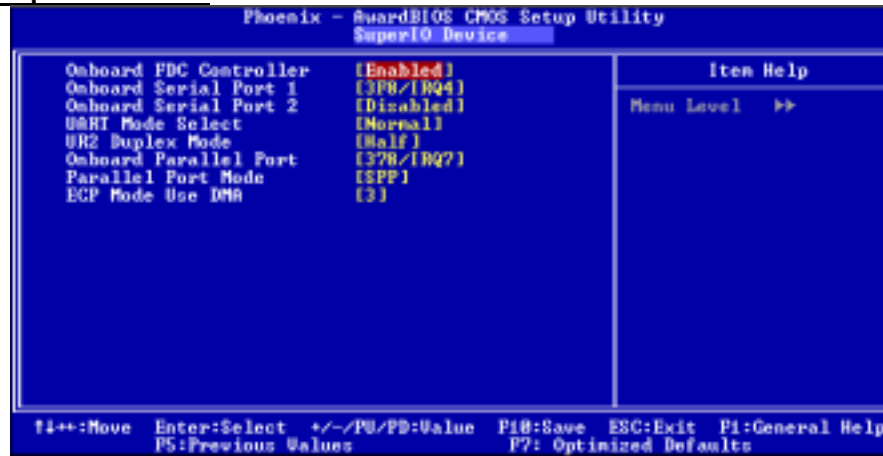 Phoenix - AwardBIOS CMOS Setup Utility
SuperIO Device
Onboard FDC Controller [Enabled]
Onboard Serial Port 1 [3F8/IRQ4]
Onboard Serial Port 2 [Disabled]
UART Mode Select [Normal]
UR2 Duplex Mode [Half]
Onboard Parallel Port [378/IRQ7]
Parallel Port Mode [SPP]
ECP Mode Use DMA [3]
Item Help
Menu Level ▶▶
↑↓→←:Move Enter:Select +/-/PU/PD:Value F10:Save ESC:Exit F1:General Help
F5:Previous Values F7: Optimized Defaults